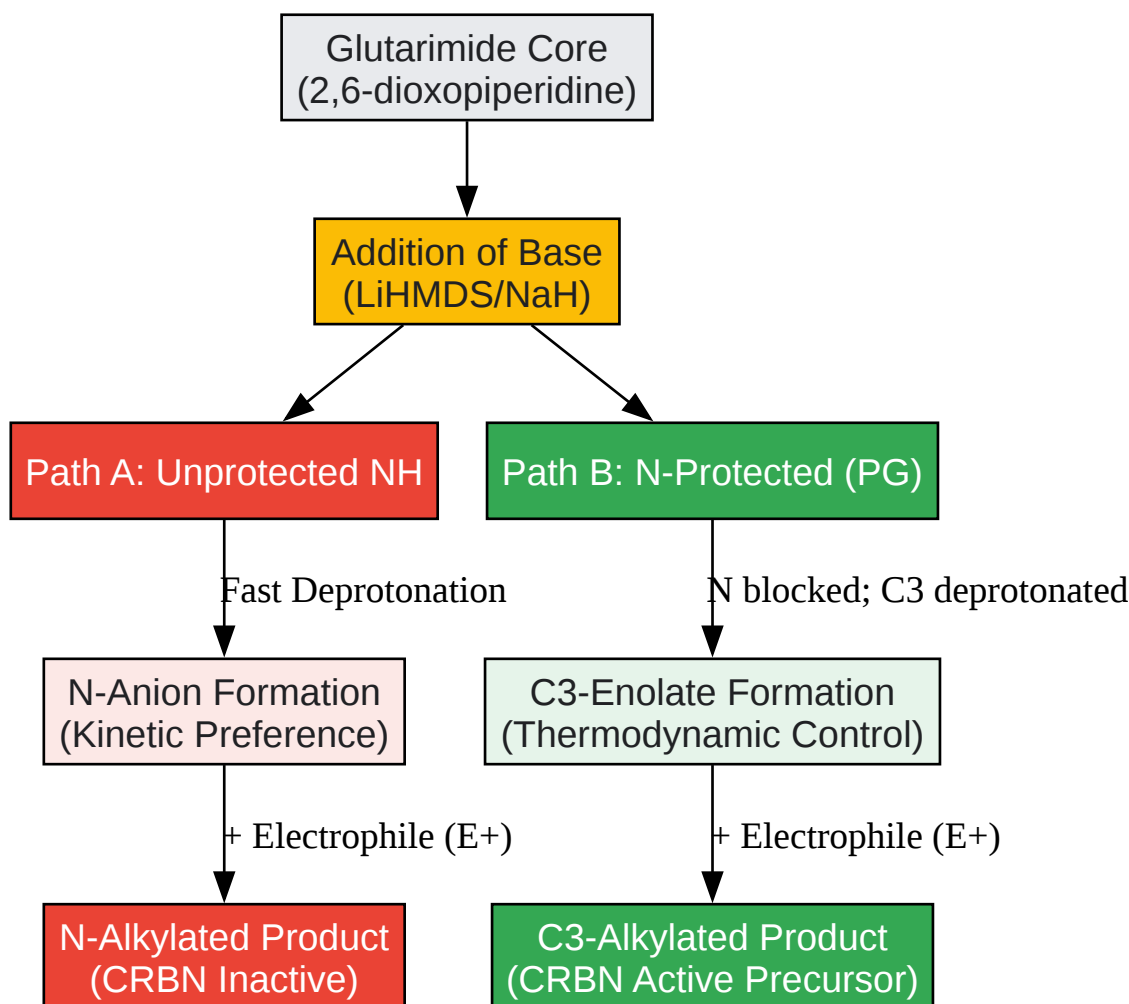 Glutarimide Core
(2,6-dioxopiperidine)
Addition of Base
(LiHMDS/NaH)
Path A: Unprotected NH
Path B: N-Protected (PG)
Fast Deprotonation
N blocked; C3 deprotonated
N-Anion Formation
(Kinetic Preference)
C3-Enolate Formation
(Thermodynamic Control)
+ Electrophile (E+)
+ Electrophile (E+)
N-Alkylated Product
(CRBN Inactive)
C3-Alkylated Product
(CRBN Active Precursor)